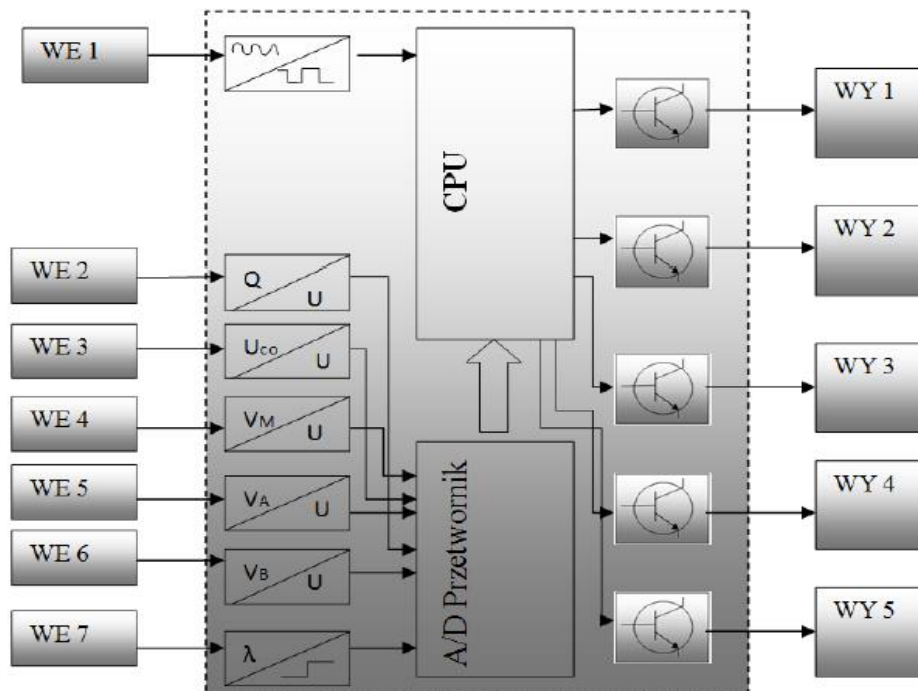 WE 1
WE 2
WE 3
WE 4
WE 5
WE 6
WE 7
Q
U
UCO
U
VM
U
VA
U
VB
U
λ
CPU
A/D Przetwornik
WY 1
WY 2
WY 3
WY 4
WY 5